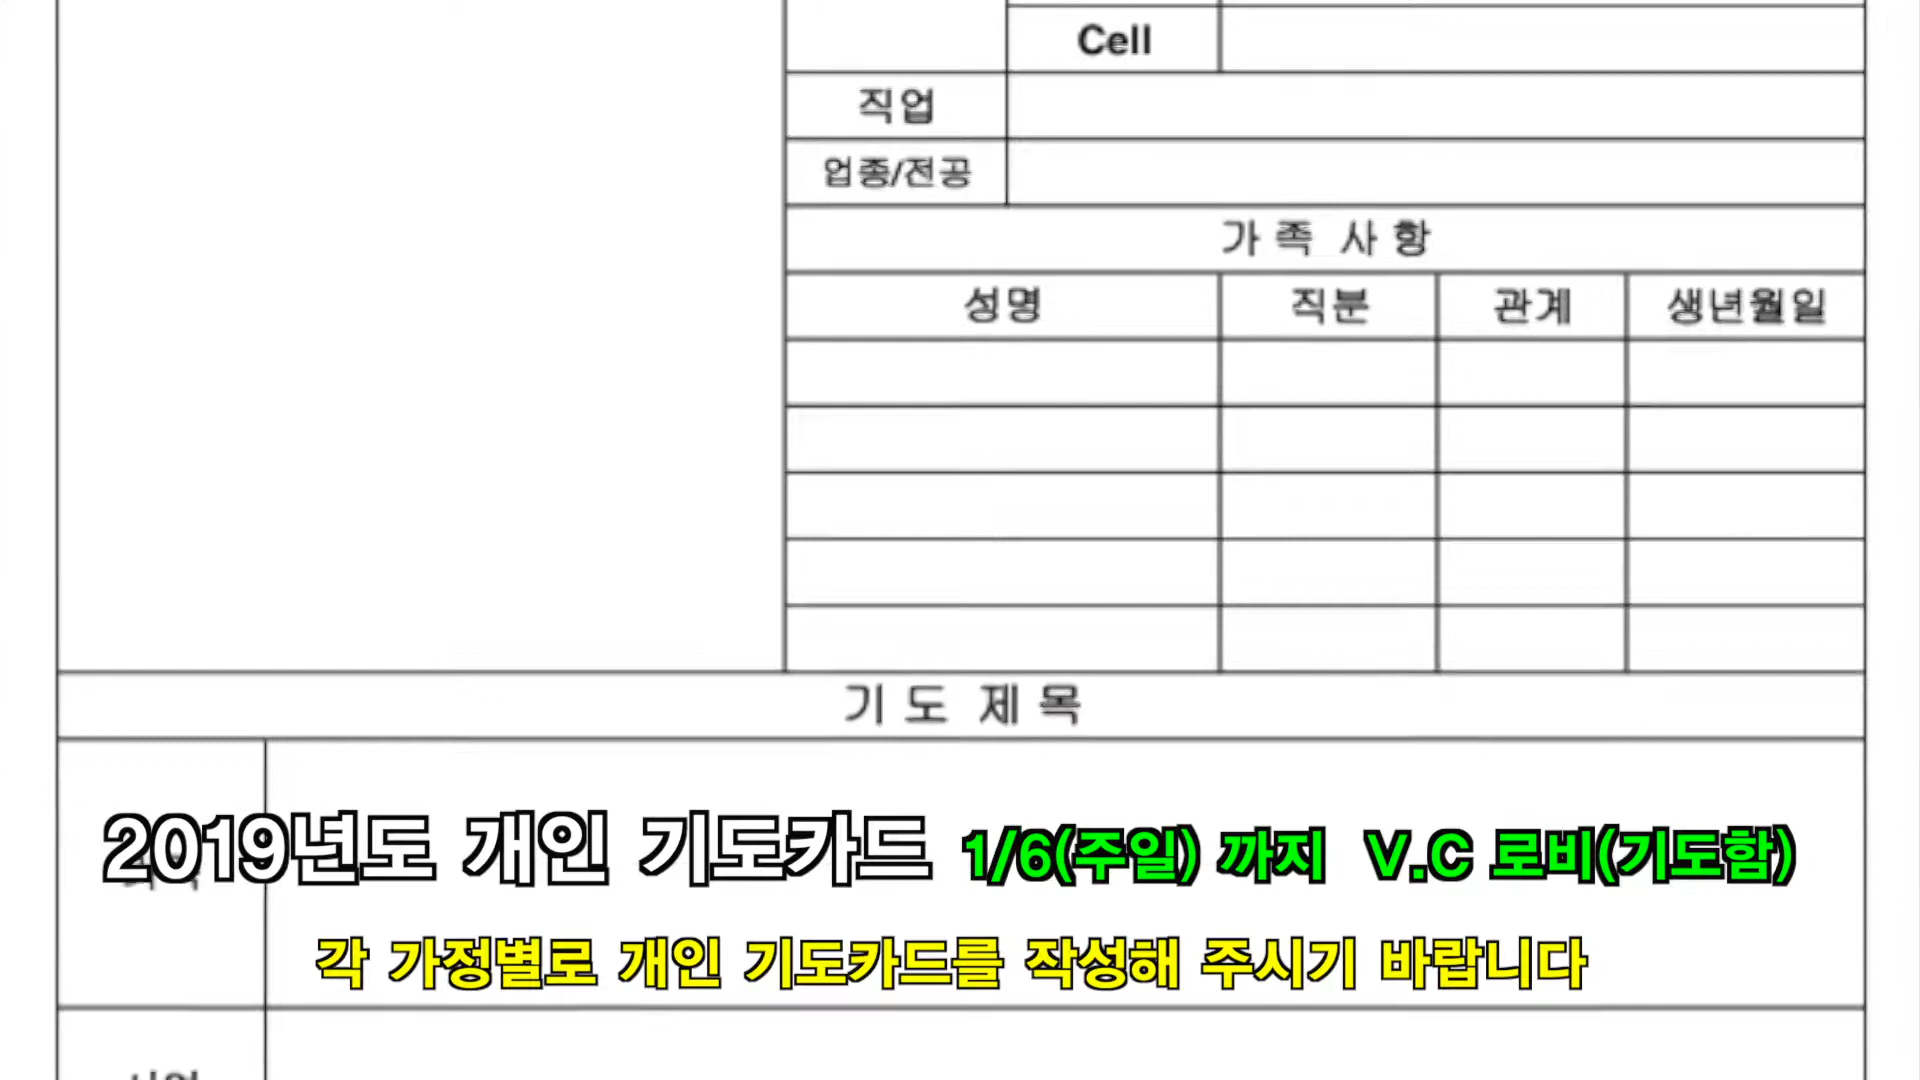 Cell
직업
업종/전공
가 족 사 항
성명 직분 관계 생년월일
기 도 제 목
2019년도 개인 기도카드 1/6(주일) 까지 V.C 로비(기도함)
각 가정별로 개인 기도카드를 작성해 주시기 바랍니다